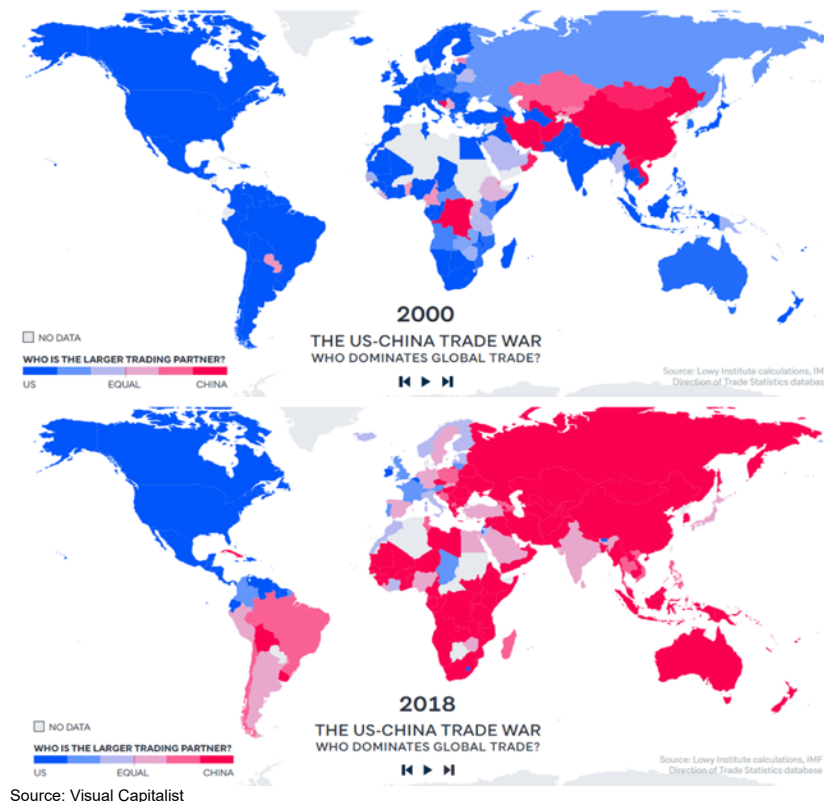 2000
THE US-CHINA TRADE WAR
WHO DOMINATES GLOBAL TRADE?
NO DATA
WHO IS THE LARGER TRADING PARTNER?
US EQUAL CHINA
Source: Lowy Institute calculations, IM
Direction of Trade Statistics databas
2018
THE US-CHINA TRADE WAR
WHO DOMINATES GLOBAL TRADE?
NO DATA
WHO IS THE LARGER TRADING PARTNER?
US EQUAL CHINA
Source: Lowy Institute calculations, IMF
Direction of Trade Statistics database
Source: Visual Capitalist